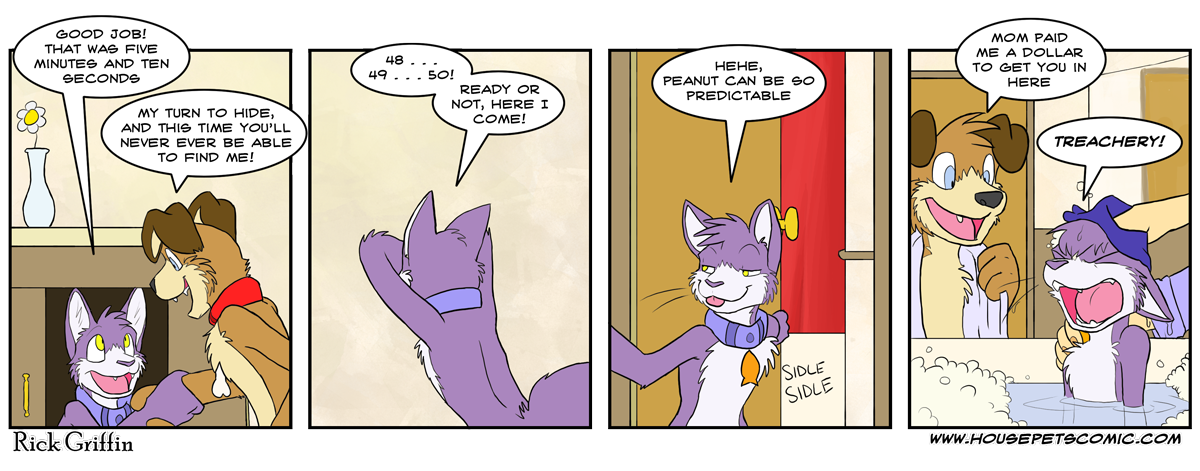 GOOD JOB!
THAT WAS FIVE
MINUTES AND TEN
SECONDS
MY TURN TO HIDE,
AND THIS TIME YOU'LL
NEVER EVER BE ABLE
TO FIND ME!
48 . . .
49 . . . 50!
READY OR
NOT, HERE I
COME!
HEHE,
PEANUT CAN BE SO
PREDICTABLE
SIDLE
SIDLE
MOM PAID
ME A DOLLAR
TO GET YOU IN
HERE
TREACHERY!
Rick Griffin
WWW.HOUSEPETSCOMIC.COM